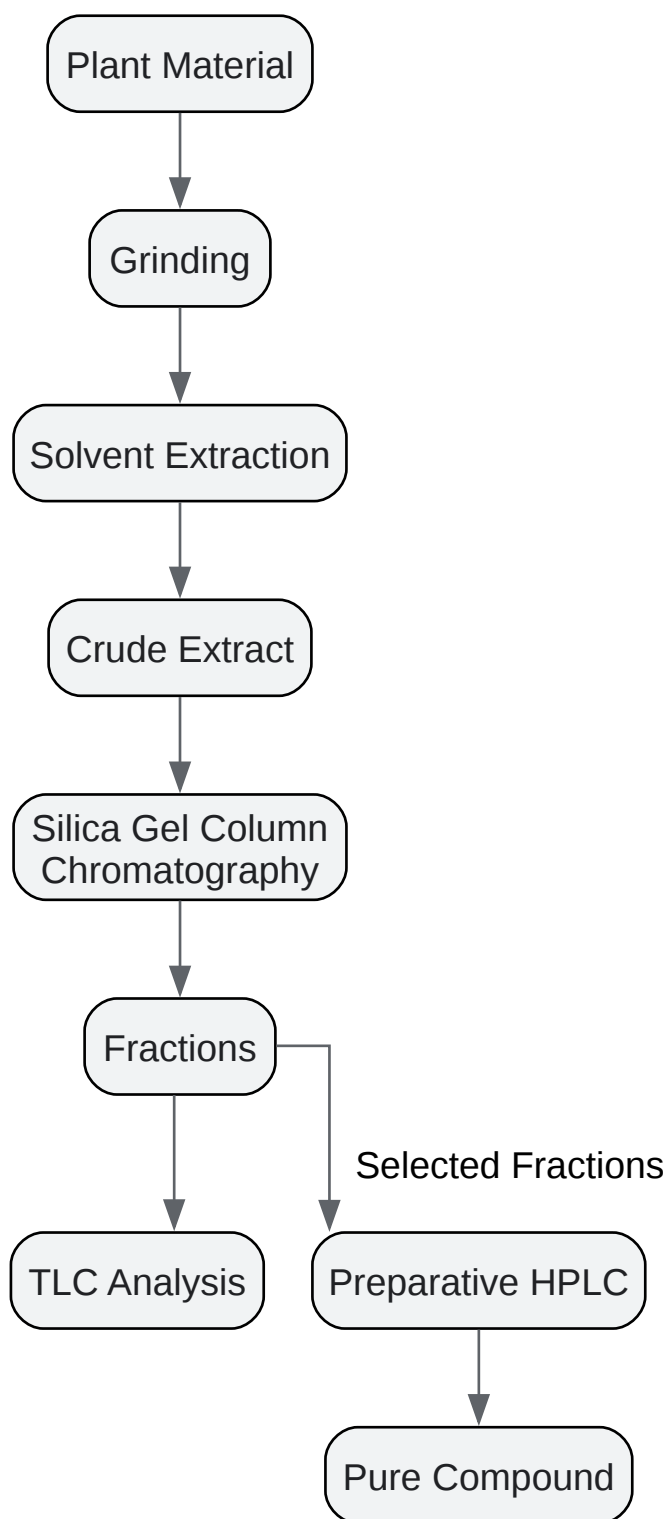 Plant Material
Grinding
Solvent Extraction
Crude Extract
Silica Gel Column
Chromatography
Fractions
Selected Fractions
TLC Analysis
Preparative HPLC
Pure Compound